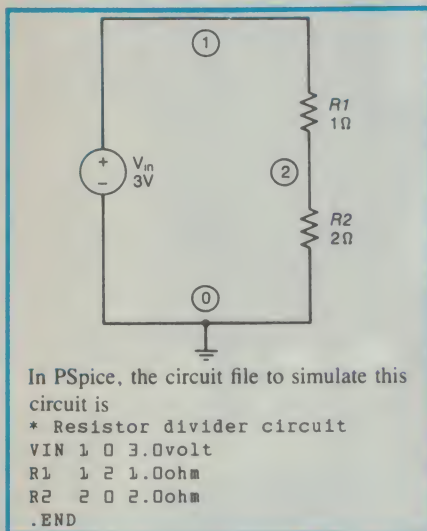 1
R1
1Ω
+
Vin
3V
-
2
R2
2Ω
0
In PSpice, the circuit file to simulate this
circuit is
* Resistor divider circuit
VIN 1 0 3.0volt
R1 1 2 1.0ohm
R2 2 0 2.0ohm
.END